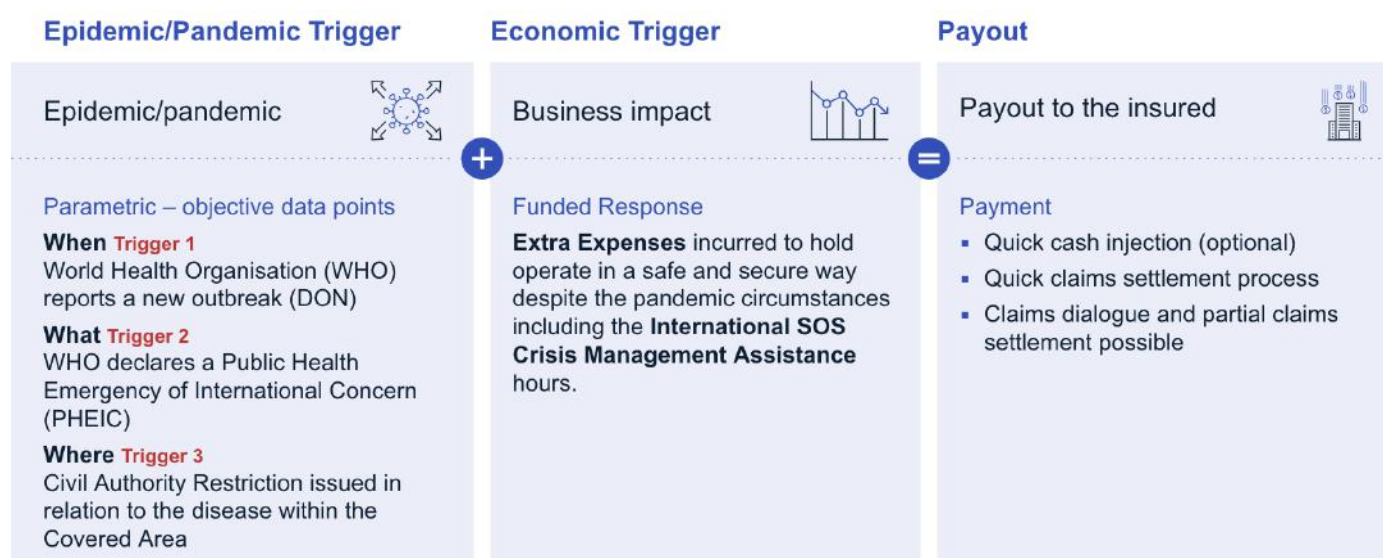 Epidemic/Pandemic Trigger
Economic Trigger
Payout
Epidemic/pandemic
Business impact
Payout to the insured
+
=
Parametric – objective data points
When Trigger 1
World Health Organisation (WHO)
reports a new outbreak (DON)
What Trigger 2
WHO declares a Public Health
Emergency of International Concern
(PHEIC)
Where Trigger 3
Civil Authority Restriction issued in
relation to the disease within the
Covered Area
Funded Response
Extra Expenses incurred to hold
operate in a safe and secure way
despite the pandemic circumstances
including the International SOS
Crisis Management Assistance
hours.
Payment
▪ Quick cash injection (optional)
▪ Quick claims settlement process
▪ Claims dialogue and partial claims
settlement possible